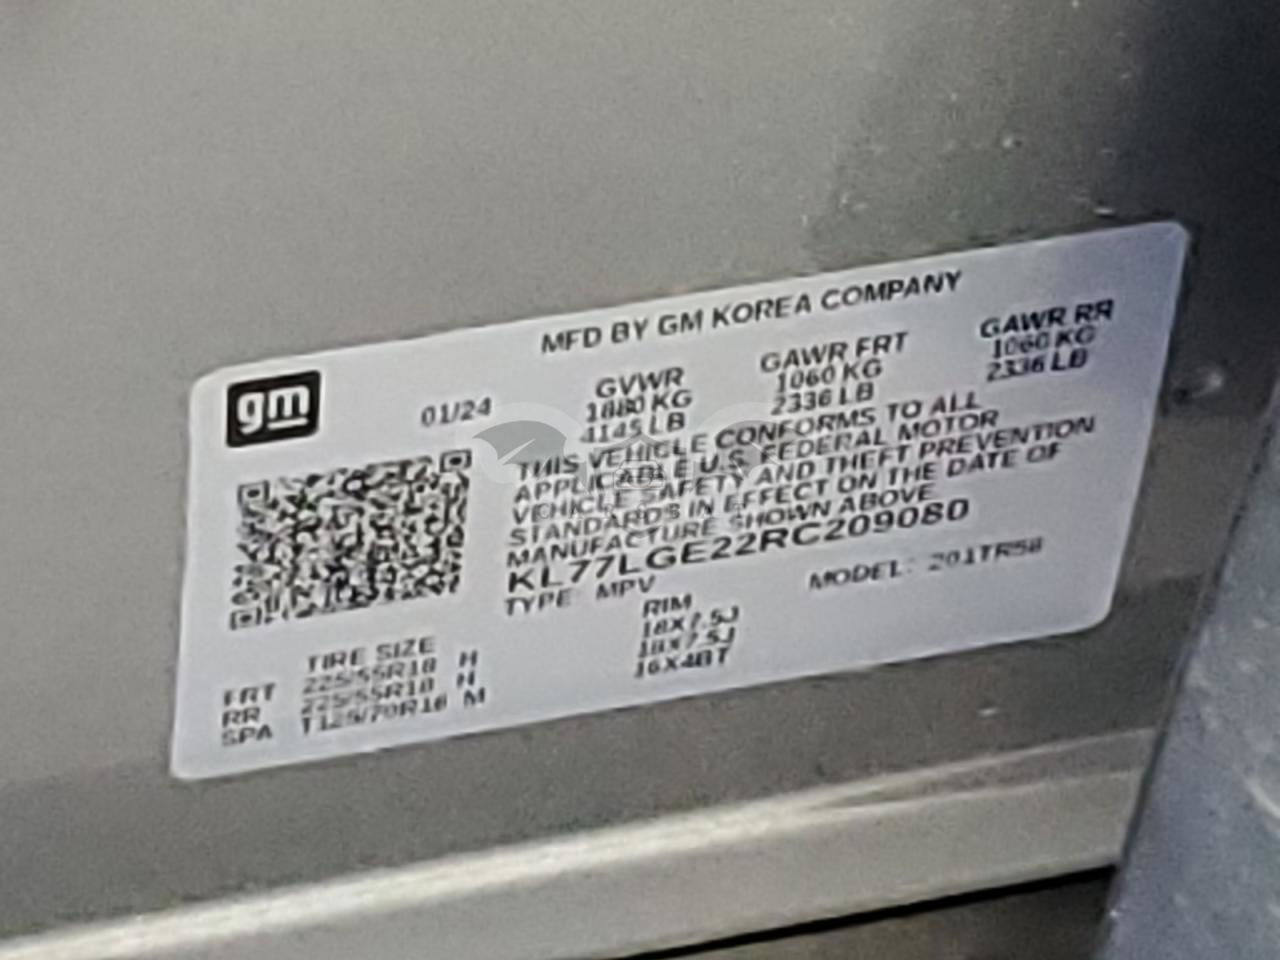 MFD BY GM KOREA COMPANY
gm
01/24
GVWR GAWR FRT GAWR RR
1880 KG 1060 KG 1060 KG
4145 LB 2336 LB 2336 LB
THIS VEHICLE CONFORMS TO ALL
APPLICABLE U.S. FEDERAL MOTOR
VEHICLE SAFETY AND THEFT PREVENTION
STANDARDS IN EFFECT ON THE DATE OF
MANUFACTURE SHOWN ABOVE
KL77LGE22RC209080
TYPE: MPV MODEL: 201TR58
TIRE SIZE RIM
FRT 225/55R18 H 18X7.5J
RR 225/55R18 H 18X7.5J
SPA T125/70R16 M 16X4BT